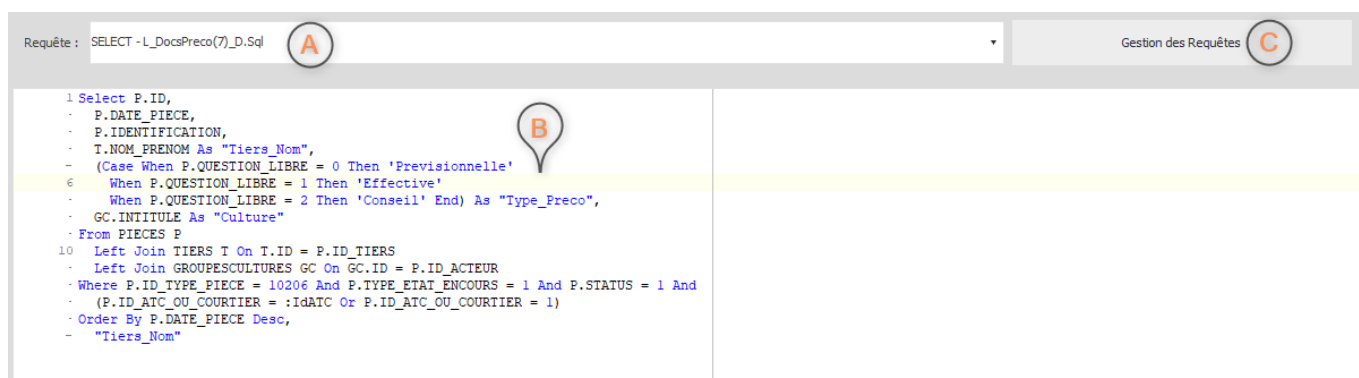 Requête : SELECT - L_DocsPreco(7)_D.Sql A Gestion des Requêtes C
1 Select P.ID,
· P.DATE_PIECE,
· P.IDENTIFICATION,
· T.NOM_PRENOM As "Tiers_Nom",
– (Case When P.QUESTION_LIBRE = 0 Then 'Previsionnelle'
6 When P.QUESTION_LIBRE = 1 Then 'Effective'
· When P.QUESTION_LIBRE = 2 Then 'Conseil' End) As "Type_Preco",
· GC.INTITULE As "Culture"
· From PIECES P
10 Left Join TIERS T On T.ID = P.ID_TIERS
· Left Join GROUPESCULTURES GC On GC.ID = P.ID_ACTEUR
· Where P.ID_TYPE_PIECE = 10206 And P.TYPE_ETAT_ENCOURS = 1 And P.STATUS = 1 And
· (P.ID_ATC_OU_COURTIER = :IdATC Or P.ID_ATC_OU_COURTIER = 1)
· Order By P.DATE_PIECE Desc,
– "Tiers_Nom"
B